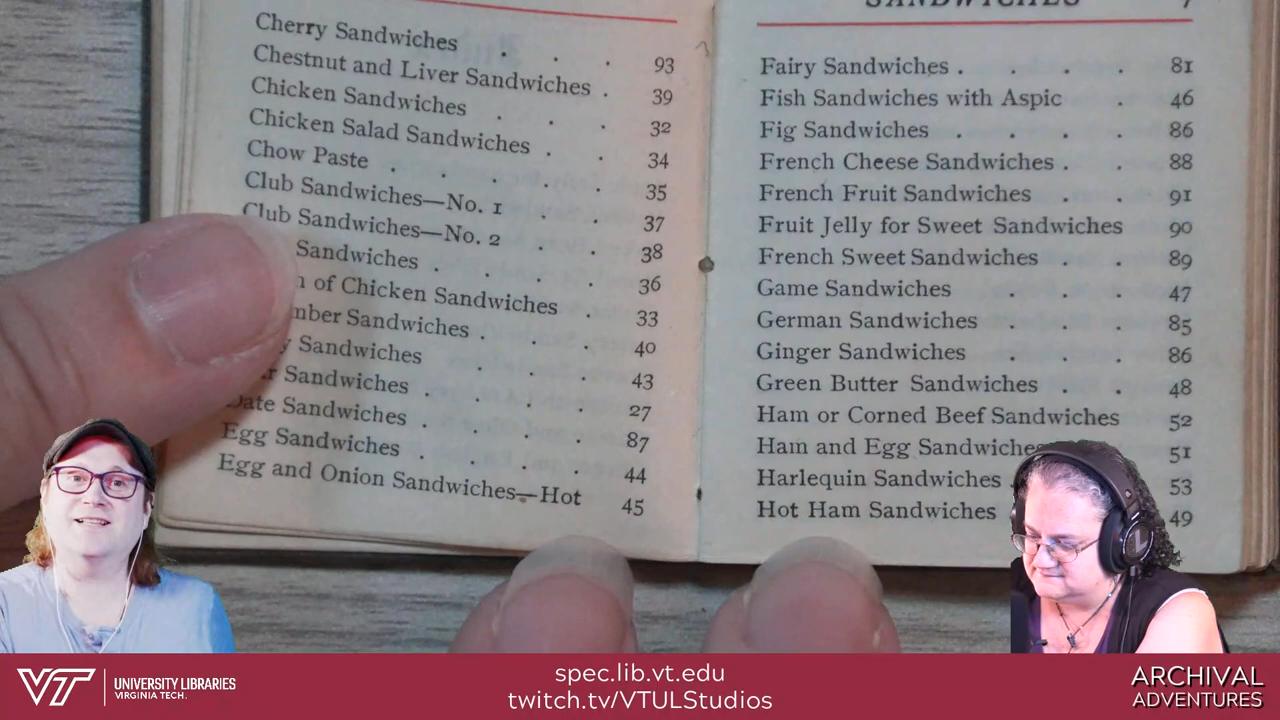 Cherry Sandwiches . . . 93
Chestnut and Liver Sandwiches . 39
Chicken Sandwiches . . . 32
Chicken Salad Sandwiches . . 34
Chow Paste . . . . . 35
Club Sandwiches—No. 1 . . 37
Club Sandwiches—No. 2 . . 38
Sandwiches . . . . 36
of Chicken Sandwiches 33
Sandwiches . . 40
Sandwiches . . . 43
Sandwiches . . . . 27
Date Sandwiches . . . . 87
Egg Sandwiches . . . 44
Egg and Onion Sandwiches—Hot 45
SANDWICHES 7
Fairy Sandwiches . . . . 81
Fish Sandwiches with Aspic . 46
Fig Sandwiches . . . . 86
French Cheese Sandwiches . . 88
French Fruit Sandwiches . . 91
Fruit Jelly for Sweet Sandwiches 90
French Sweet Sandwiches . . 89
Game Sandwiches . . . 47
German Sandwiches . . . 85
Ginger Sandwiches . . . 86
Green Butter Sandwiches . . 48
Ham or Corned Beef Sandwiches 52
Ham and Egg Sandwiches 51
Harlequin Sandwiches 53
Hot Ham Sandwiches 49
VT UNIVERSITY LIBRARIES
VIRGINIA TECH.
spec.lib.vt.edu
twitch.tv/VTULStudios
ARCHIVAL
ADVENTURES